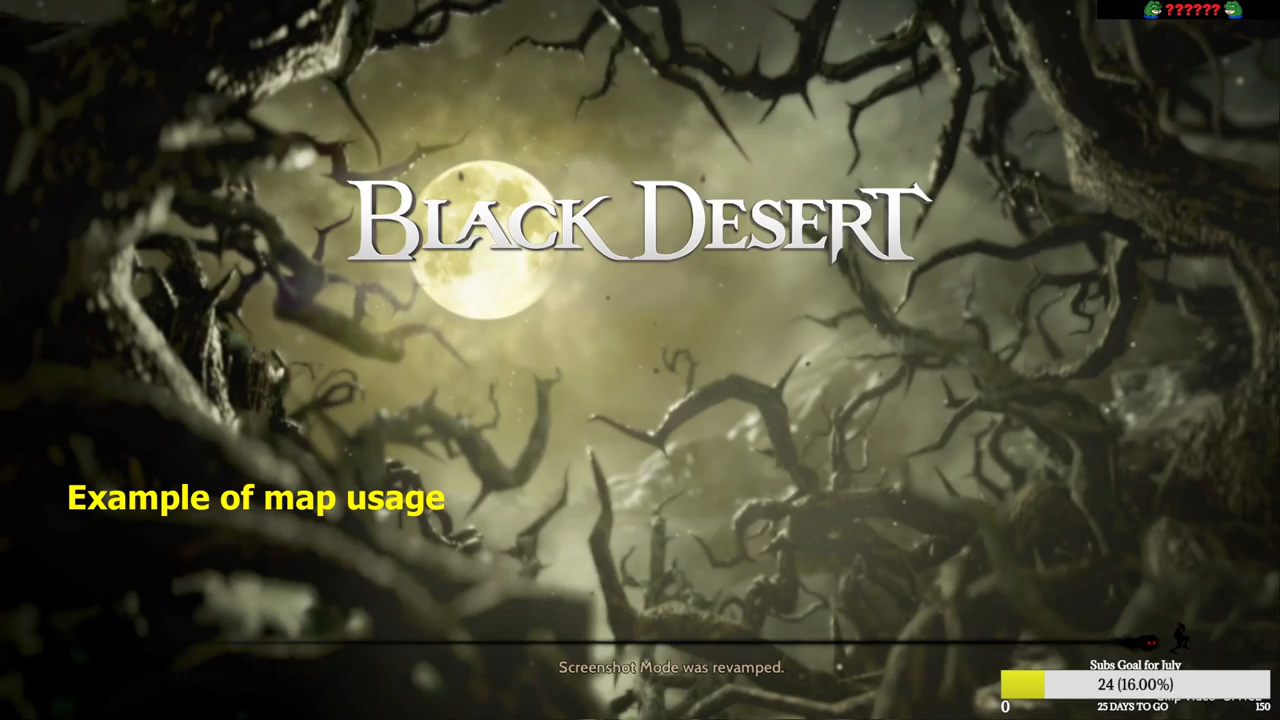 ??????
BLACK DESERT
Example of map usage
Screenshot Mode was revamped.
Subs Goal for July
24 (16.00%)
0
25 DAYS TO GO
150